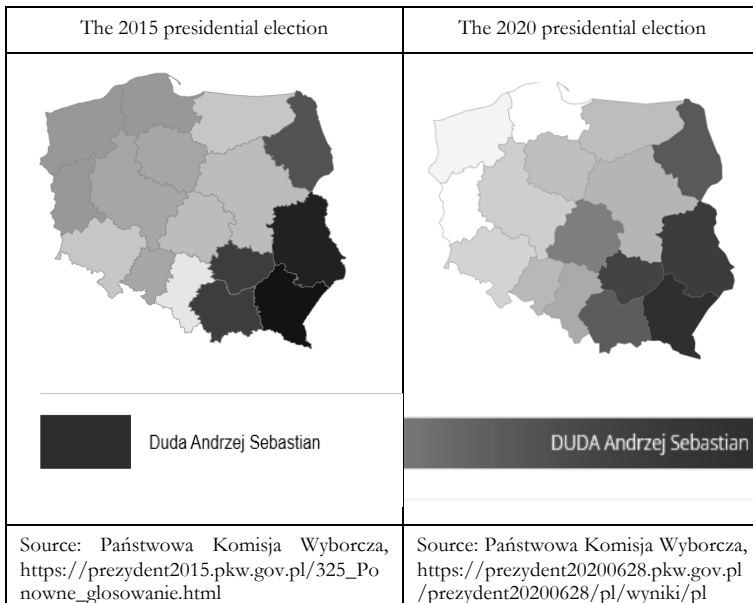 The 2015 presidential election
The 2020 presidential election
Duda Andrzej Sebastian
DUDA Andrzej Sebastian
Source: Państwowa Komisja Wyborcza,
https://prezydent2015.pkw.gov.pl/325_Po
nowne_glosowanie.html
Source: Państwowa Komisja Wyborcza,
https://prezydent20200628.pkw.gov.pl
/prezydent20200628/pl/wyniki/pl